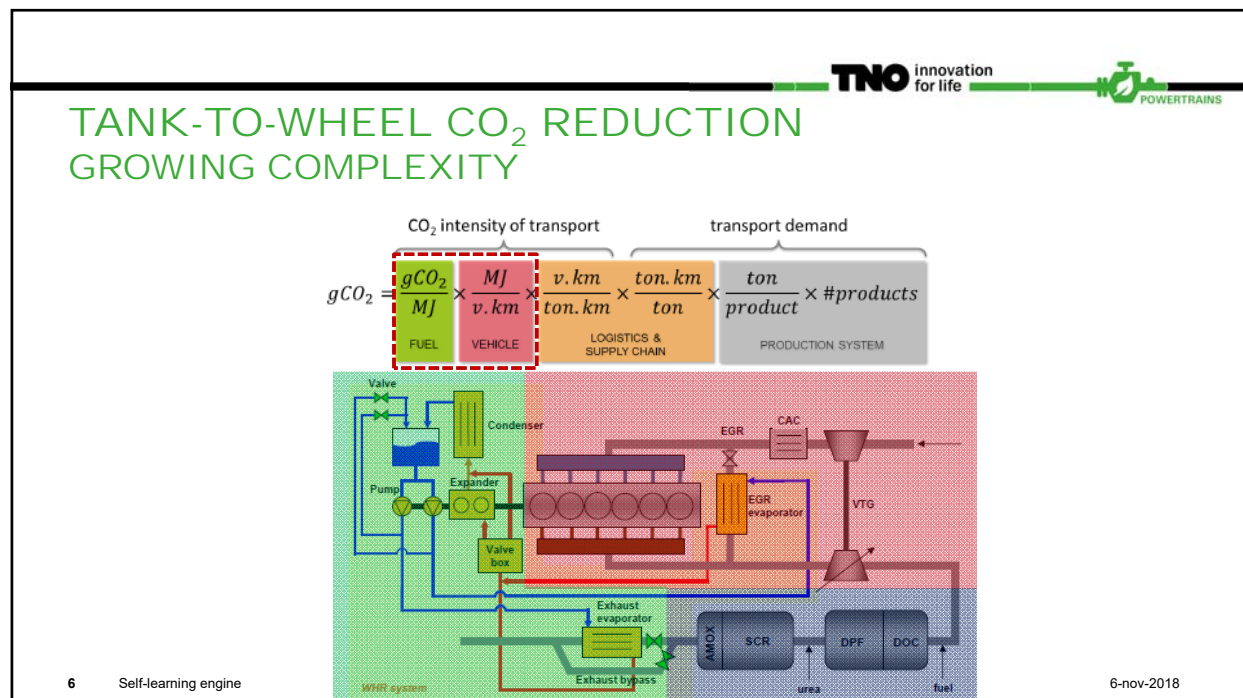 TNO innovation
for life
POWERTRAINS
TANK-TO-WHEEL CO₂ REDUCTION
GROWING COMPLEXITY
CO₂ intensity of transport transport demand
gCO₂ = gCO₂/MJ × MJ/v.km × v.km/ton.km × ton.km/ton × ton/product × #products
FUEL VEHICLE LOGISTICS & SUPPLY CHAIN PRODUCTION SYSTEM
Valve
Condenser
EGR
CAC
Pump
Expander
EGR
evaporator
VTG
Valve
box
Exhaust
evaporator
AMOX
SCR
DPF
DOC
Exhaust bypass
WHR system
urea
fuel
6 Self-learning engine 6-nov-2018